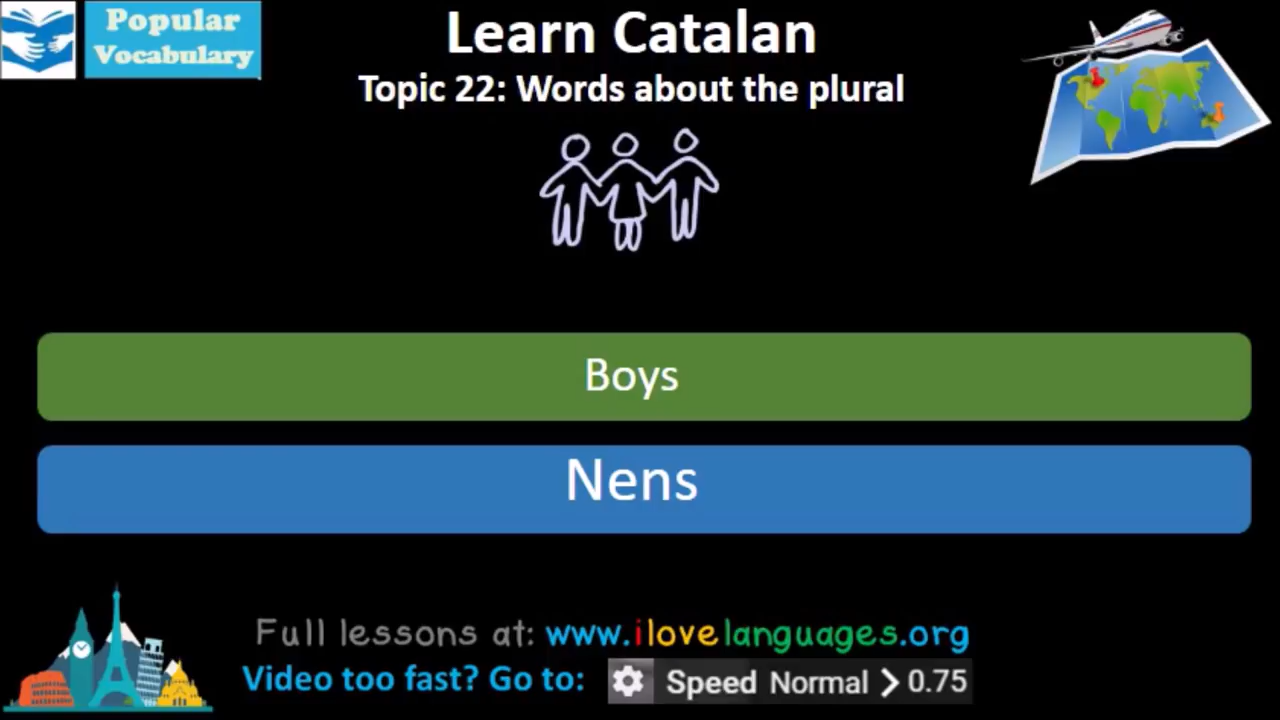 Popular
Vocabulary
Learn Catalan
Topic 22: Words about the plural
Boys
Nens
Full lessons at: www.ilovelanguages.org
Video too fast? Go to: Speed Normal > 0.75